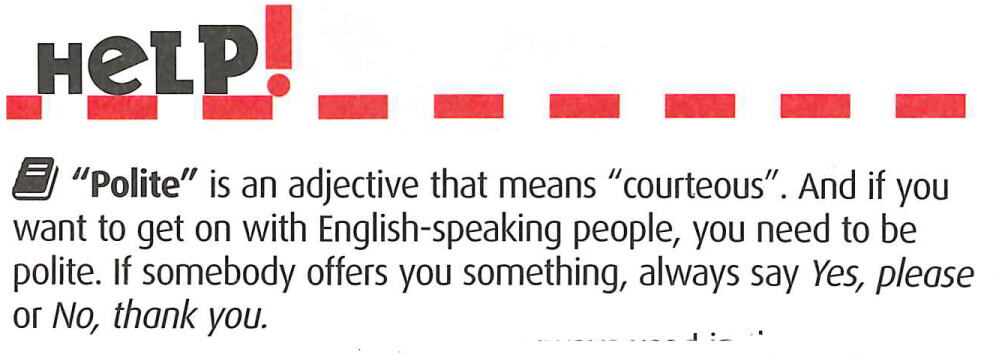 HELP!
"Polite" is an adjective that means "courteous". And if you
want to get on with English-speaking people, you need to be
polite. If somebody offers you something, always say Yes, please
or No, thank you.